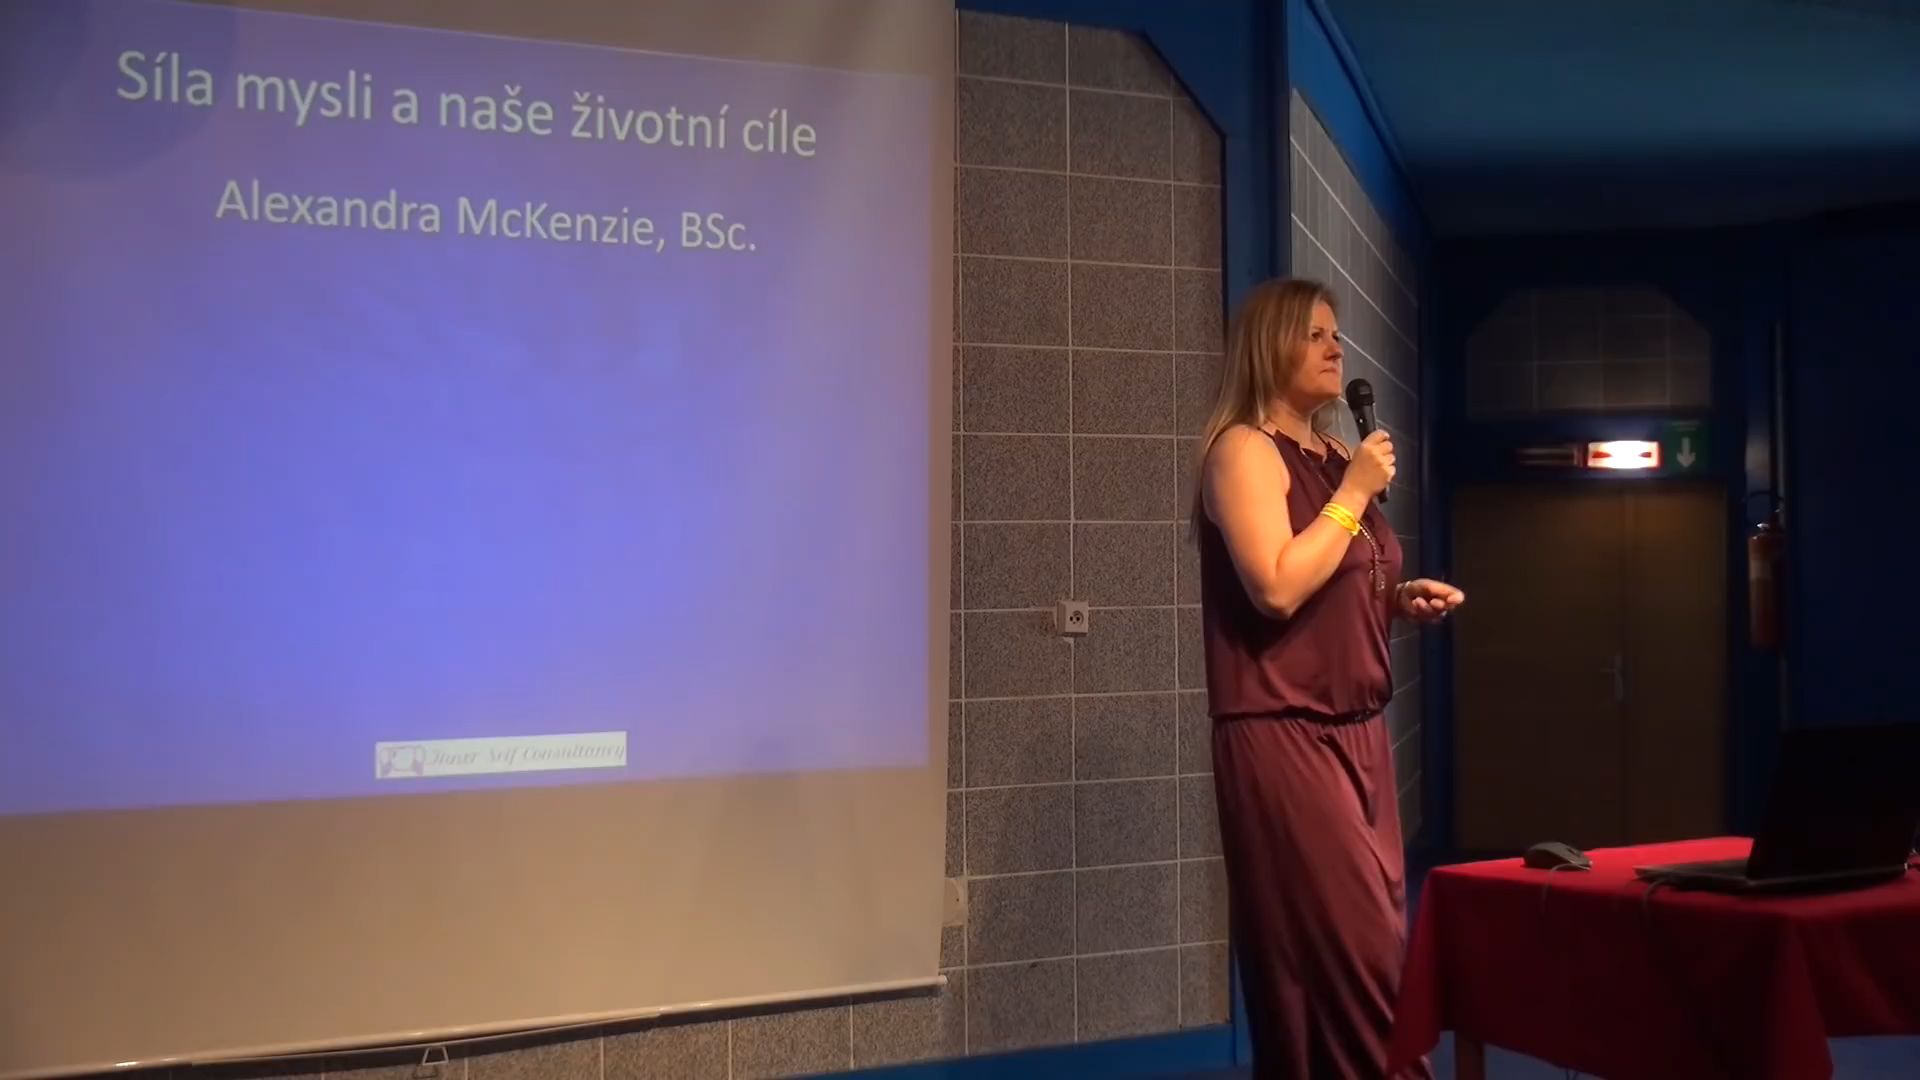 Síla mysli a naše životní cíle
Alexandra McKenzie, BSc.
Inner Self Consultancy